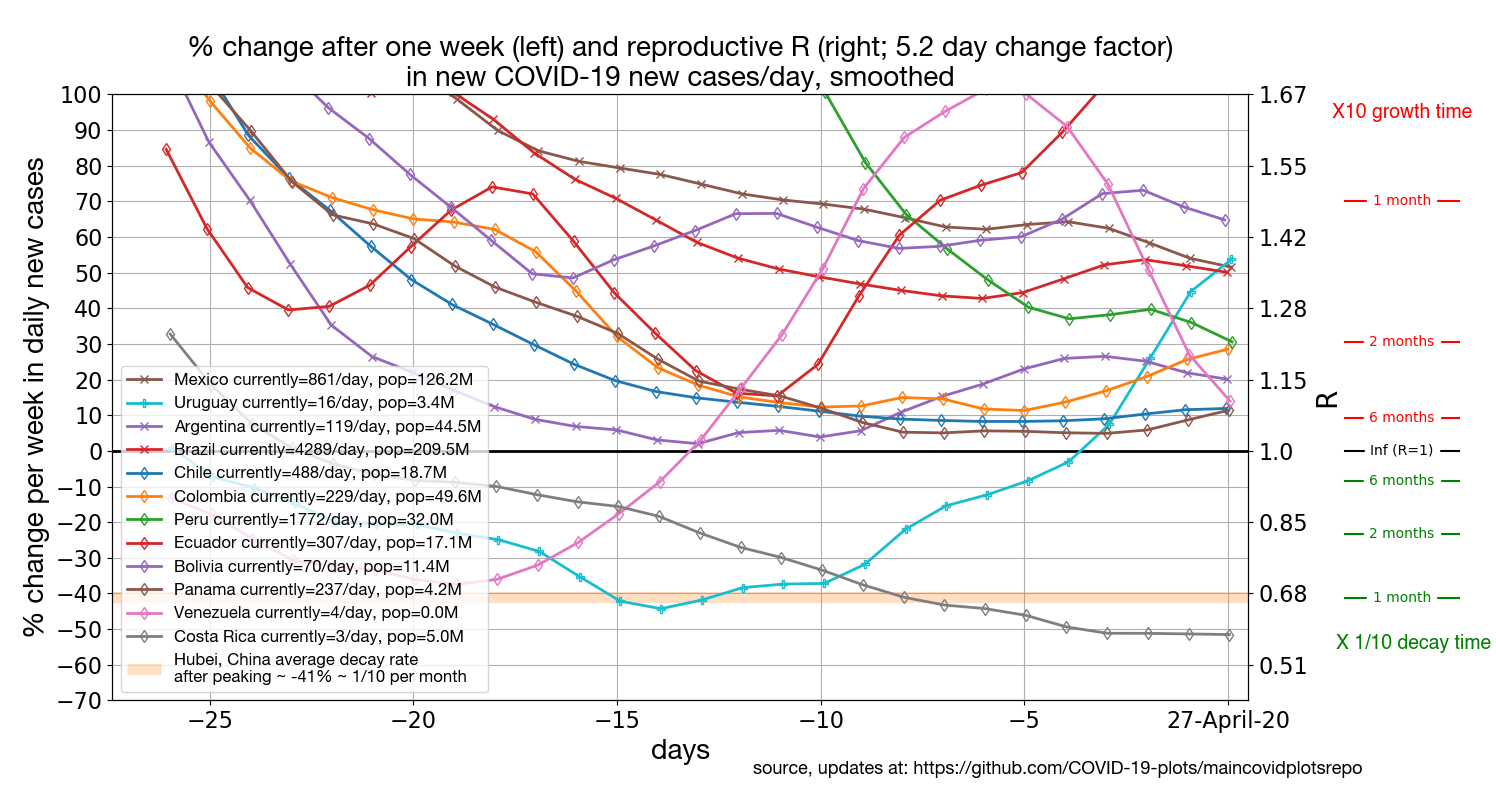 % change after one week (left) and reproductive R (right; 5.2 day change factor)
in new COVID-19 new cases/day, smoothed
% change per week in daily new cases
100
90
80
70
60
50
40
30
20
10
0
−10
−20
−30
−40
−50
−60
−70
Mexico currently=861/day, pop=126.2M
Uruguay currently=16/day, pop=3.4M
Argentina currently=119/day, pop=44.5M
Brazil currently=4289/day, pop=209.5M
Chile currently=488/day, pop=18.7M
Colombia currently=229/day, pop=49.6M
Peru currently=1772/day, pop=32.0M
Ecuador currently=307/day, pop=17.1M
Bolivia currently=70/day, pop=11.4M
Panama currently=237/day, pop=4.2M
Venezuela currently=4/day, pop=0.0M
Costa Rica currently=3/day, pop=5.0M
Hubei, China average decay rate
after peaking ~ -41% ~ 1/10 per month
−25
−20
−15
−10
−5
27-April-20
days
1.67
1.55
1.42
1.28
1.15
1.0
0.85
0.68
0.51
R
X10 growth time
1 month
2 months
6 months
Inf (R=1)
6 months
2 months
1 month
X 1/10 decay time
source, updates at: https://github.com/COVID-19-plots/maincovidplotsrepo